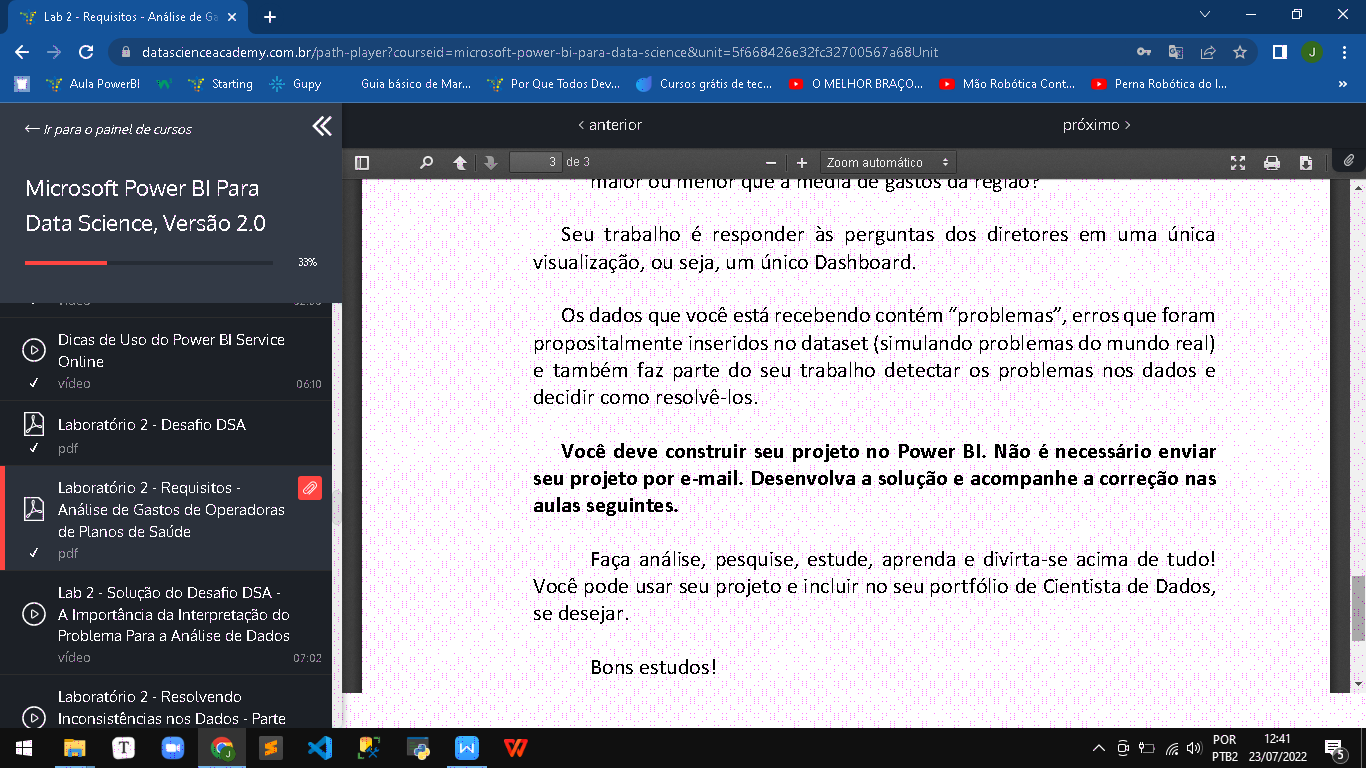 Lab 2 - Requisitos - Análise de Ga
datascienceacademy.com.br/path-player?courseid=microsoft-power-bi-para-data-science&unit=5f668426e32fc32700567a68Unit
J
Aula PowerBI
Starting
Gupy
Guia básico de Mar...
Por Que Todos Dev...
Cursos grátis de tec...
O MELHOR BRAÇO...
Mão Robótica Cont...
Perna Robótica do I...
»
← Ir para o painel de cursos
Microsoft Power BI Para
Data Science, Versão 2.0
33%
vídeo
Dicas de Uso do Power BI Service
Online
vídeo 06:10
Laboratório 2 - Desafio DSA
pdf
Laboratório 2 - Requisitos -
Análise de Gastos de Operadoras
de Planos de Saúde
pdf
Lab 2 - Solução do Desafio DSA -
A Importância da Interpretação do
Problema Para a Análise de Dados
vídeo 07:02
Laboratório 2 - Resolvendo
Inconsistências nos Dados - Parte
< anterior
próximo >
3 de 3
Zoom automático
maior ou menor que a média de gastos da região?
Seu trabalho é responder às perguntas dos diretores em uma única
visualização, ou seja, um único Dashboard.
Os dados que você está recebendo contém “problemas”, erros que foram
propositalmente inseridos no dataset (simulando problemas do mundo real)
e também faz parte do seu trabalho detectar os problemas nos dados e
decidir como resolvê-los.
Você deve construir seu projeto no Power BI. Não é necessário enviar
seu projeto por e-mail. Desenvolva a solução e acompanhe a correção nas
aulas seguintes.
Faça análise, pesquise, estude, aprenda e divirta-se acima de tudo!
Você pode usar seu projeto e incluir no seu portfólio de Cientista de Dados,
se desejar.
Bons estudos!
POR
PTB2
12:41
23/07/2022
5